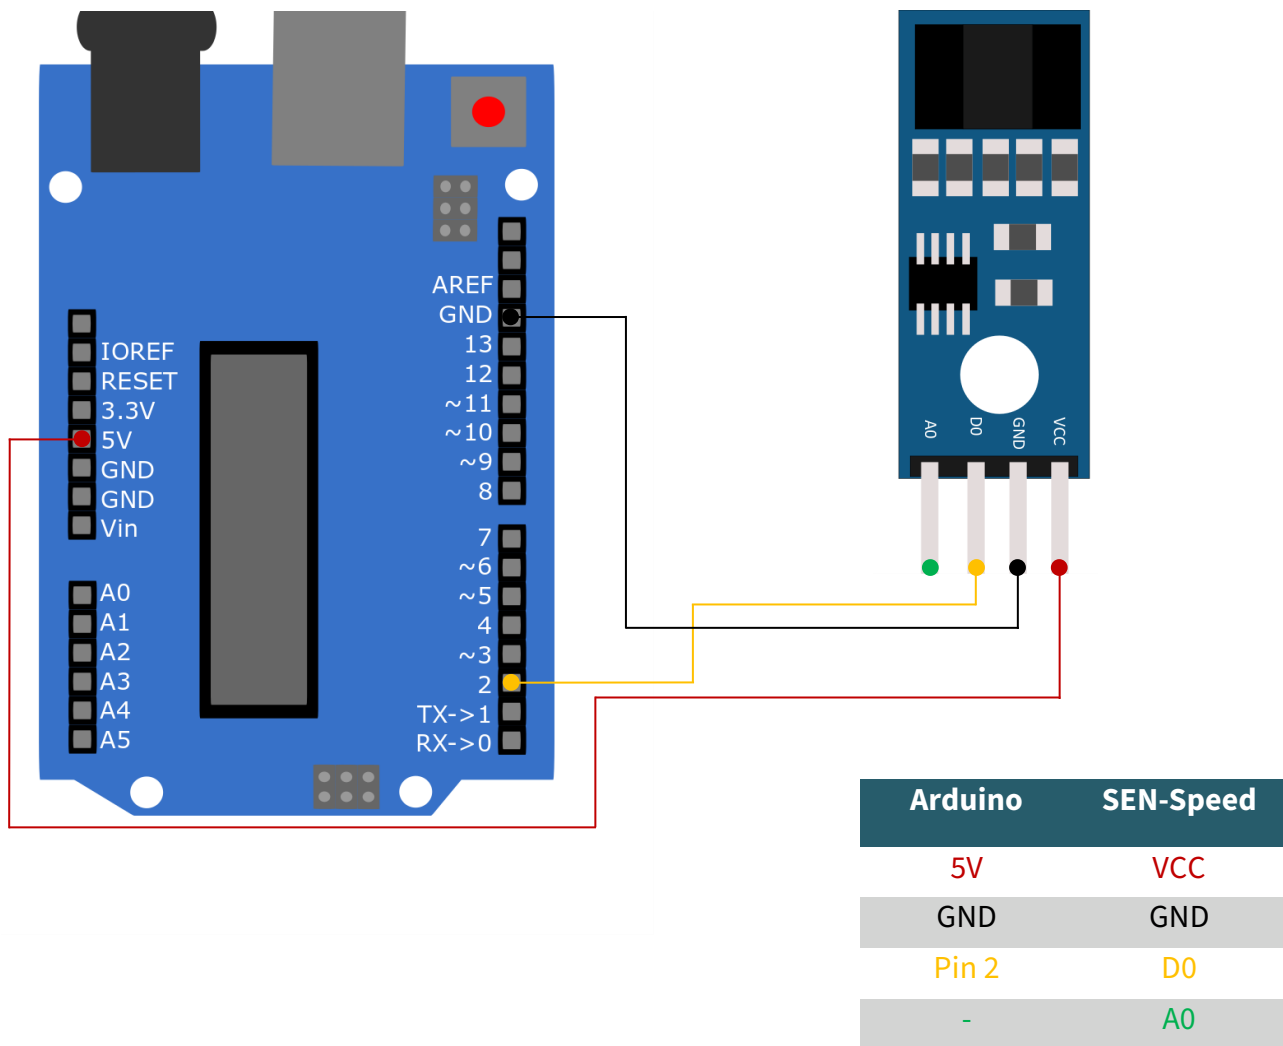 IOREF
RESET
3.3V
5V
GND
GND
Vin
A0
A1
A2
A3
A4
A5
AREF
GND
13
12
~11
~10
~9
8
7
~6
~5
4
~3
2
TX->1
RX->0
A0 D0 GND VCC
Arduino SEN-Speed
5V VCC
GND GND
Pin 2 D0
- A0